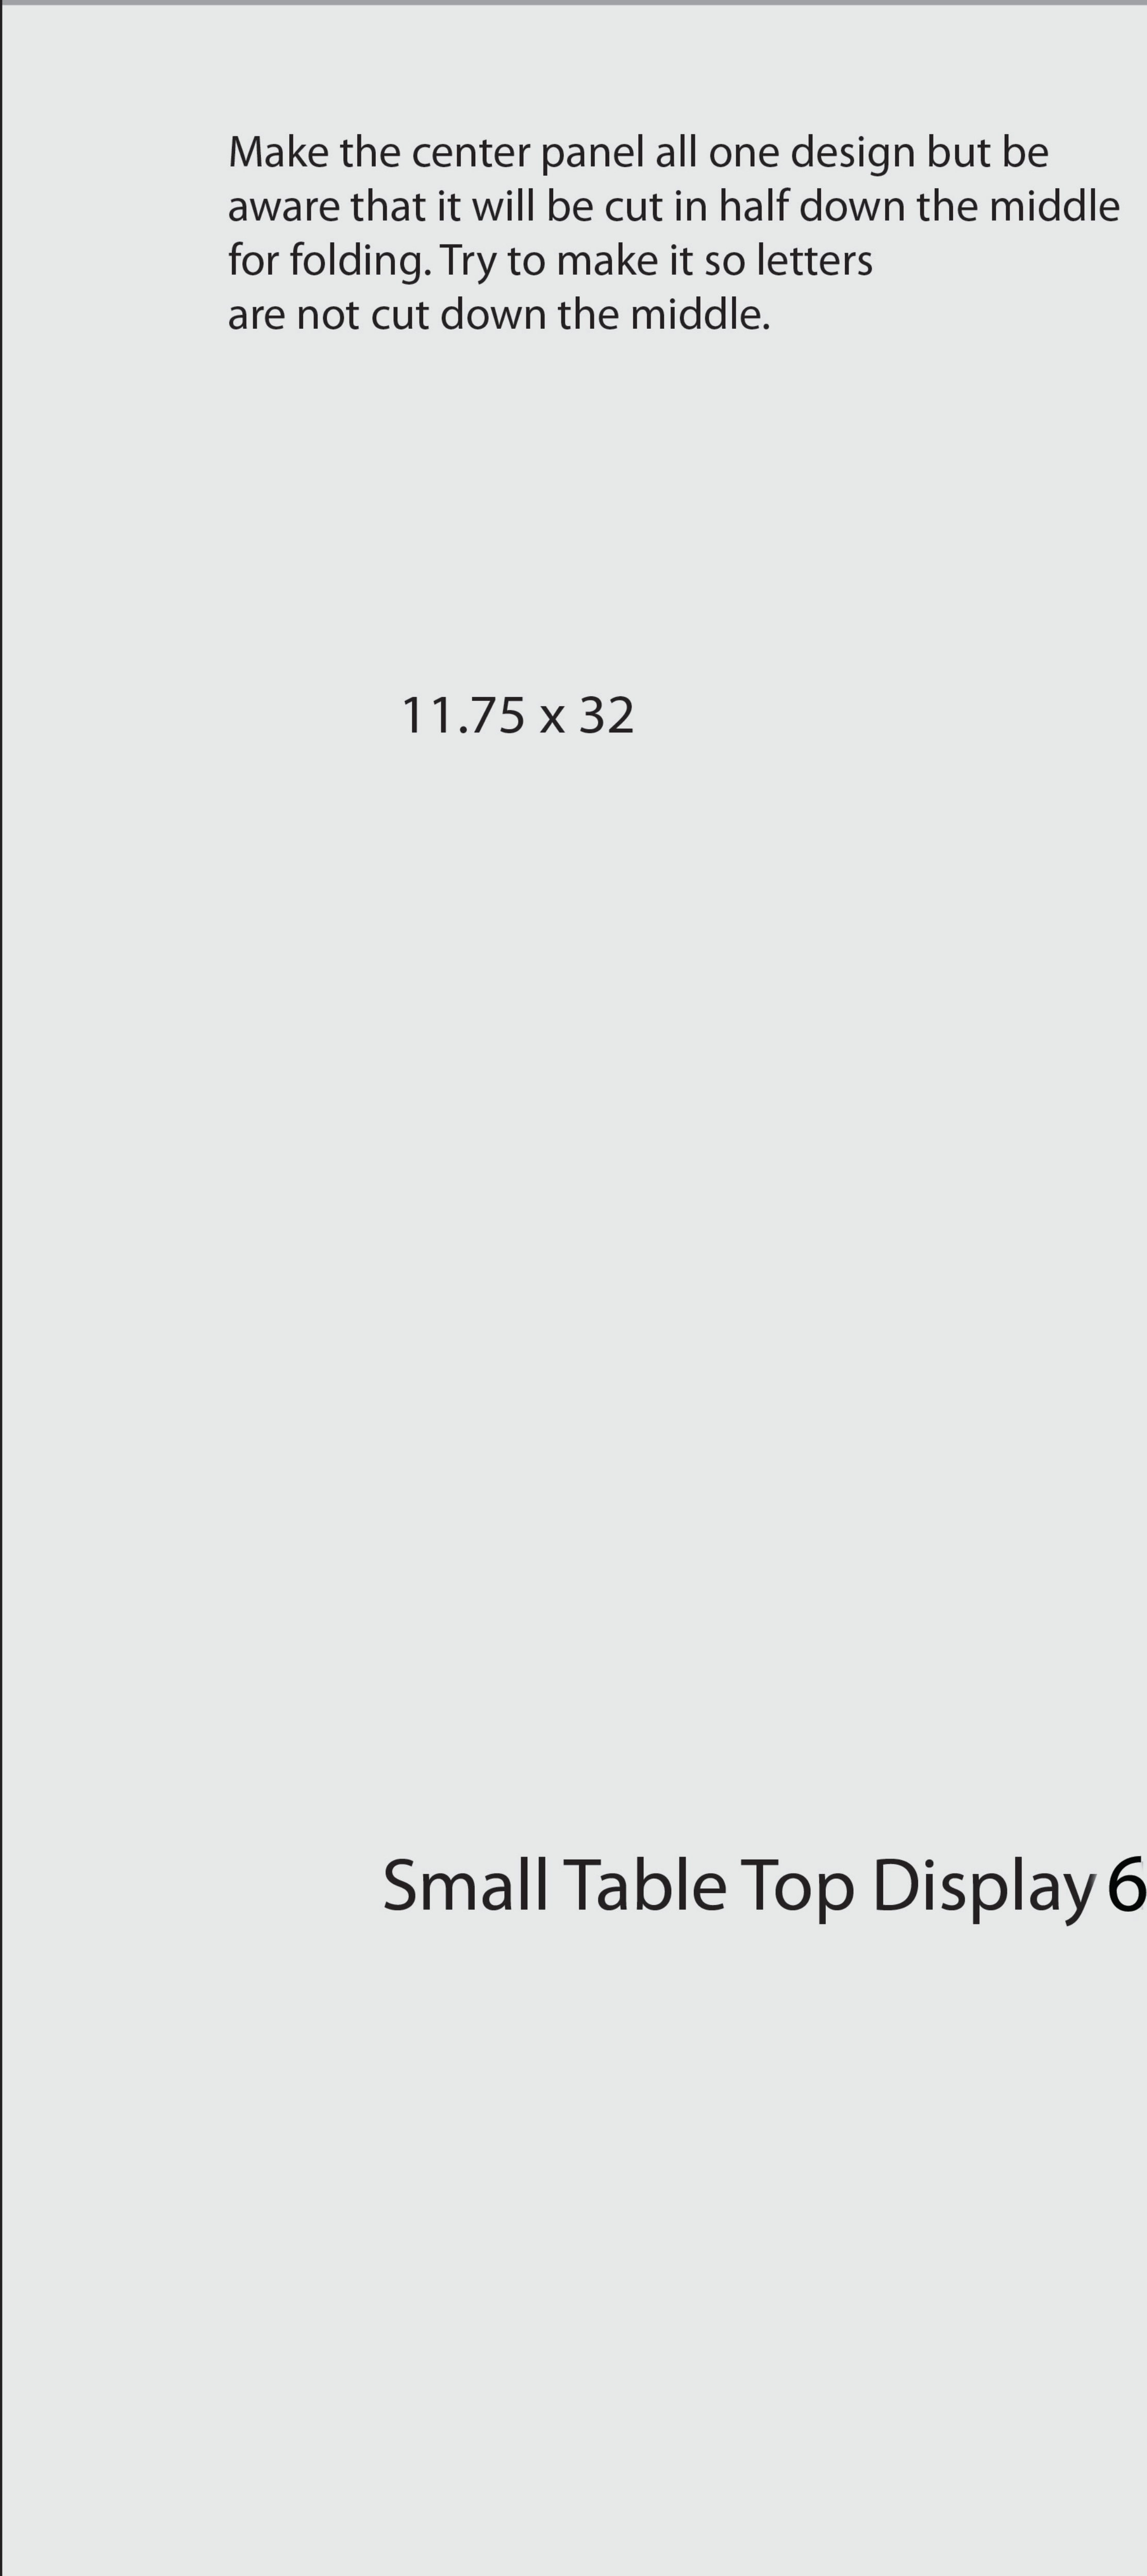 Make the center panel all one design but be
aware that it will be cut in half down the middle
for folding. Try to make it so letters
are not cut down the middle.
11.75 x 32
Small Table Top Display 6